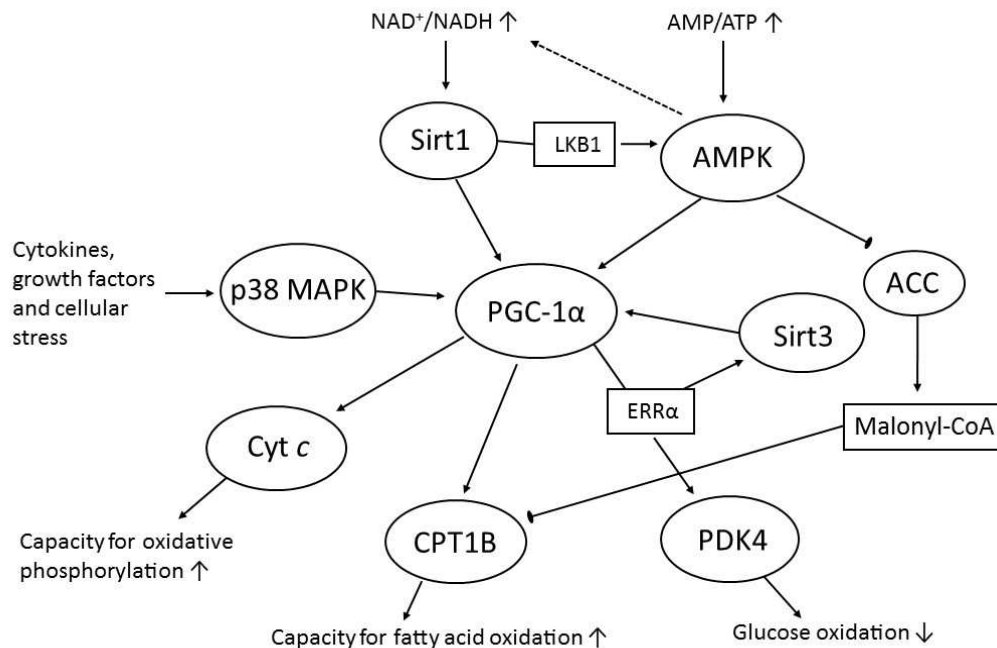 NAD⁺/NADH ↑
AMP/ATP ↑
Sirt1
LKB1
AMPK
Cytokines,
growth factors
and cellular
stress
p38 MAPK
PGC-1α
ACC
Sirt3
ERRα
Malonyl-CoA
Cyt c
CPT1B
PDK4
Capacity for oxidative
phosphorylation ↑
Capacity for fatty acid oxidation ↑
Glucose oxidation ↓